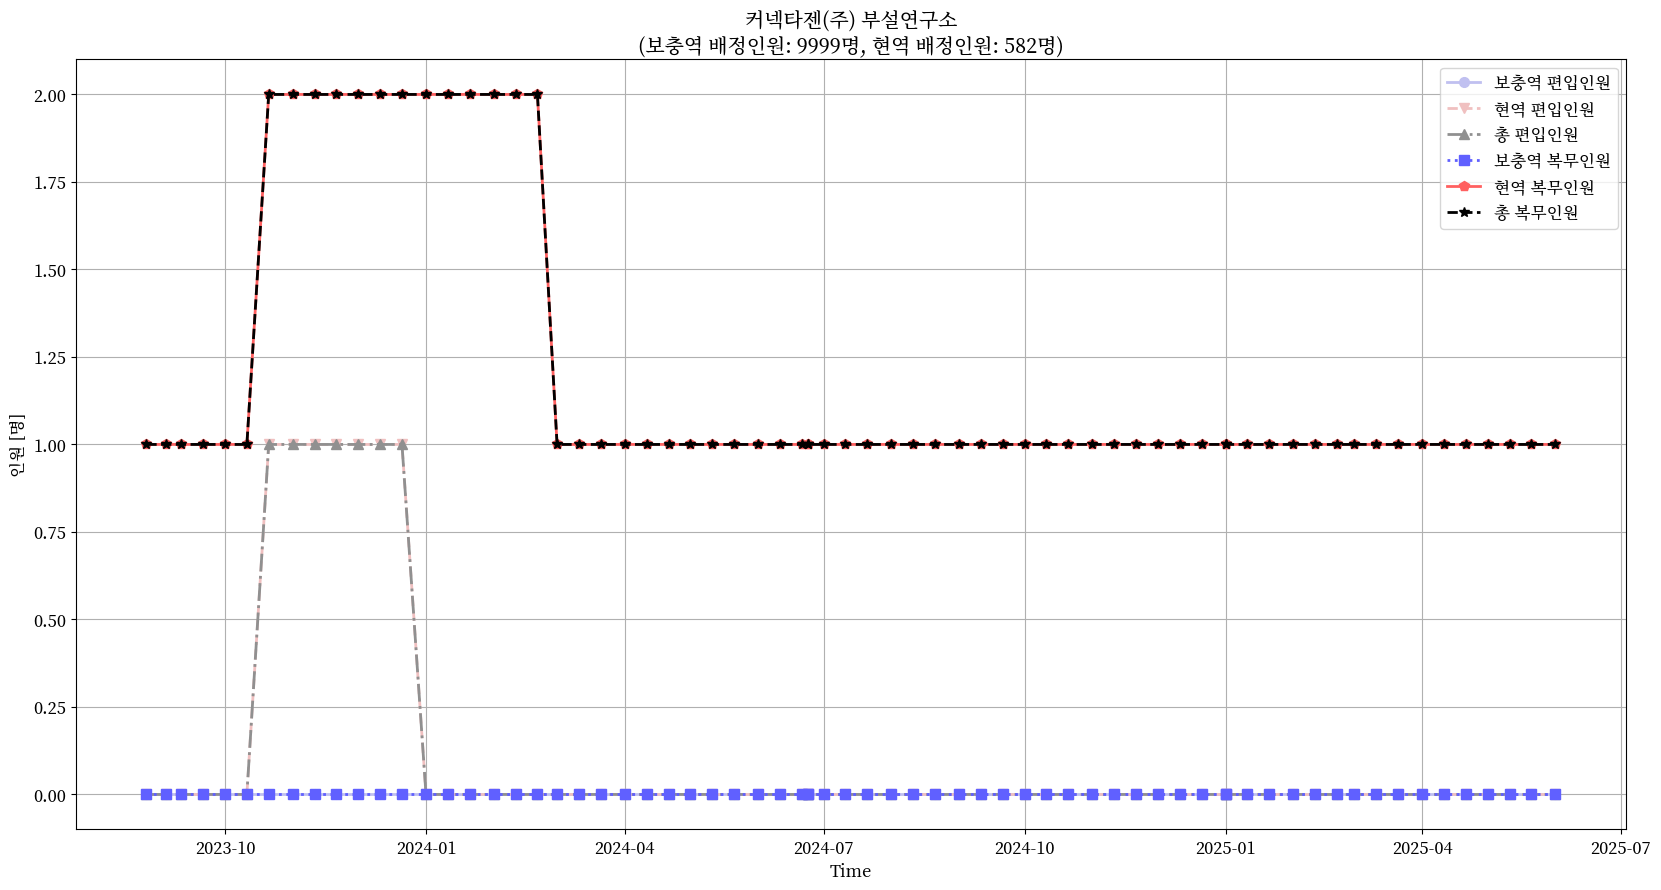 커넥타젠(주) 부설연구소
(보충역 배정인원: 9999명, 현역 배정인원: 582명)
보충역 편입인원
현역 편입인원
총 편입인원
보충역 복무인원
현역 복무인원
총 복무인원
인원 [명]
2.00
1.75
1.50
1.25
1.00
0.75
0.50
0.25
0.00
2023-10
2024-01
2024-04
2024-07
2024-10
2025-01
2025-04
2025-07
Time